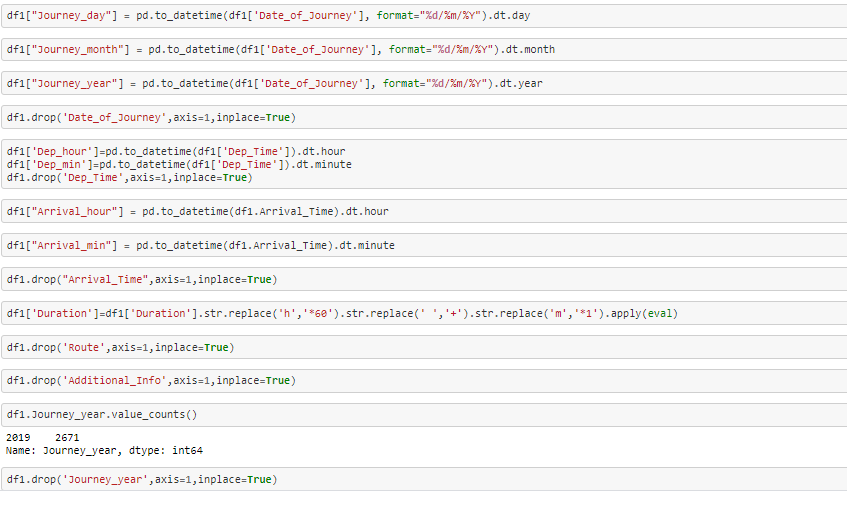 df1["Journey_day"] = pd.to_datetime(df1['Date_of_Journey'], format="%d/%m/%Y").dt.day
df1["Journey_month"] = pd.to_datetime(df1['Date_of_Journey'], format="%d/%m/%Y").dt.month
df1["Journey_year"] = pd.to_datetime(df1['Date_of_Journey'], format="%d/%m/%Y").dt.year
df1.drop('Date_of_Journey',axis=1,inplace=True)
df1['Dep_hour']=pd.to_datetime(df1['Dep_Time']).dt.hour
df1['Dep_min']=pd.to_datetime(df1['Dep_Time']).dt.minute
df1.drop('Dep_Time',axis=1,inplace=True)
df1["Arrival_hour"] = pd.to_datetime(df1.Arrival_Time).dt.hour
df1["Arrival_min"] = pd.to_datetime(df1.Arrival_Time).dt.minute
df1.drop("Arrival_Time",axis=1,inplace=True)
df1['Duration']=df1['Duration'].str.replace('h','*60').str.replace(' ','+').str.replace('m','*1').apply(eval)
df1.drop('Route',axis=1,inplace=True)
df1.drop('Additional_Info',axis=1,inplace=True)
df1.Journey_year.value_counts()
2019    2671
Name: Journey_year, dtype: int64
df1.drop('Journey_year',axis=1,inplace=True)